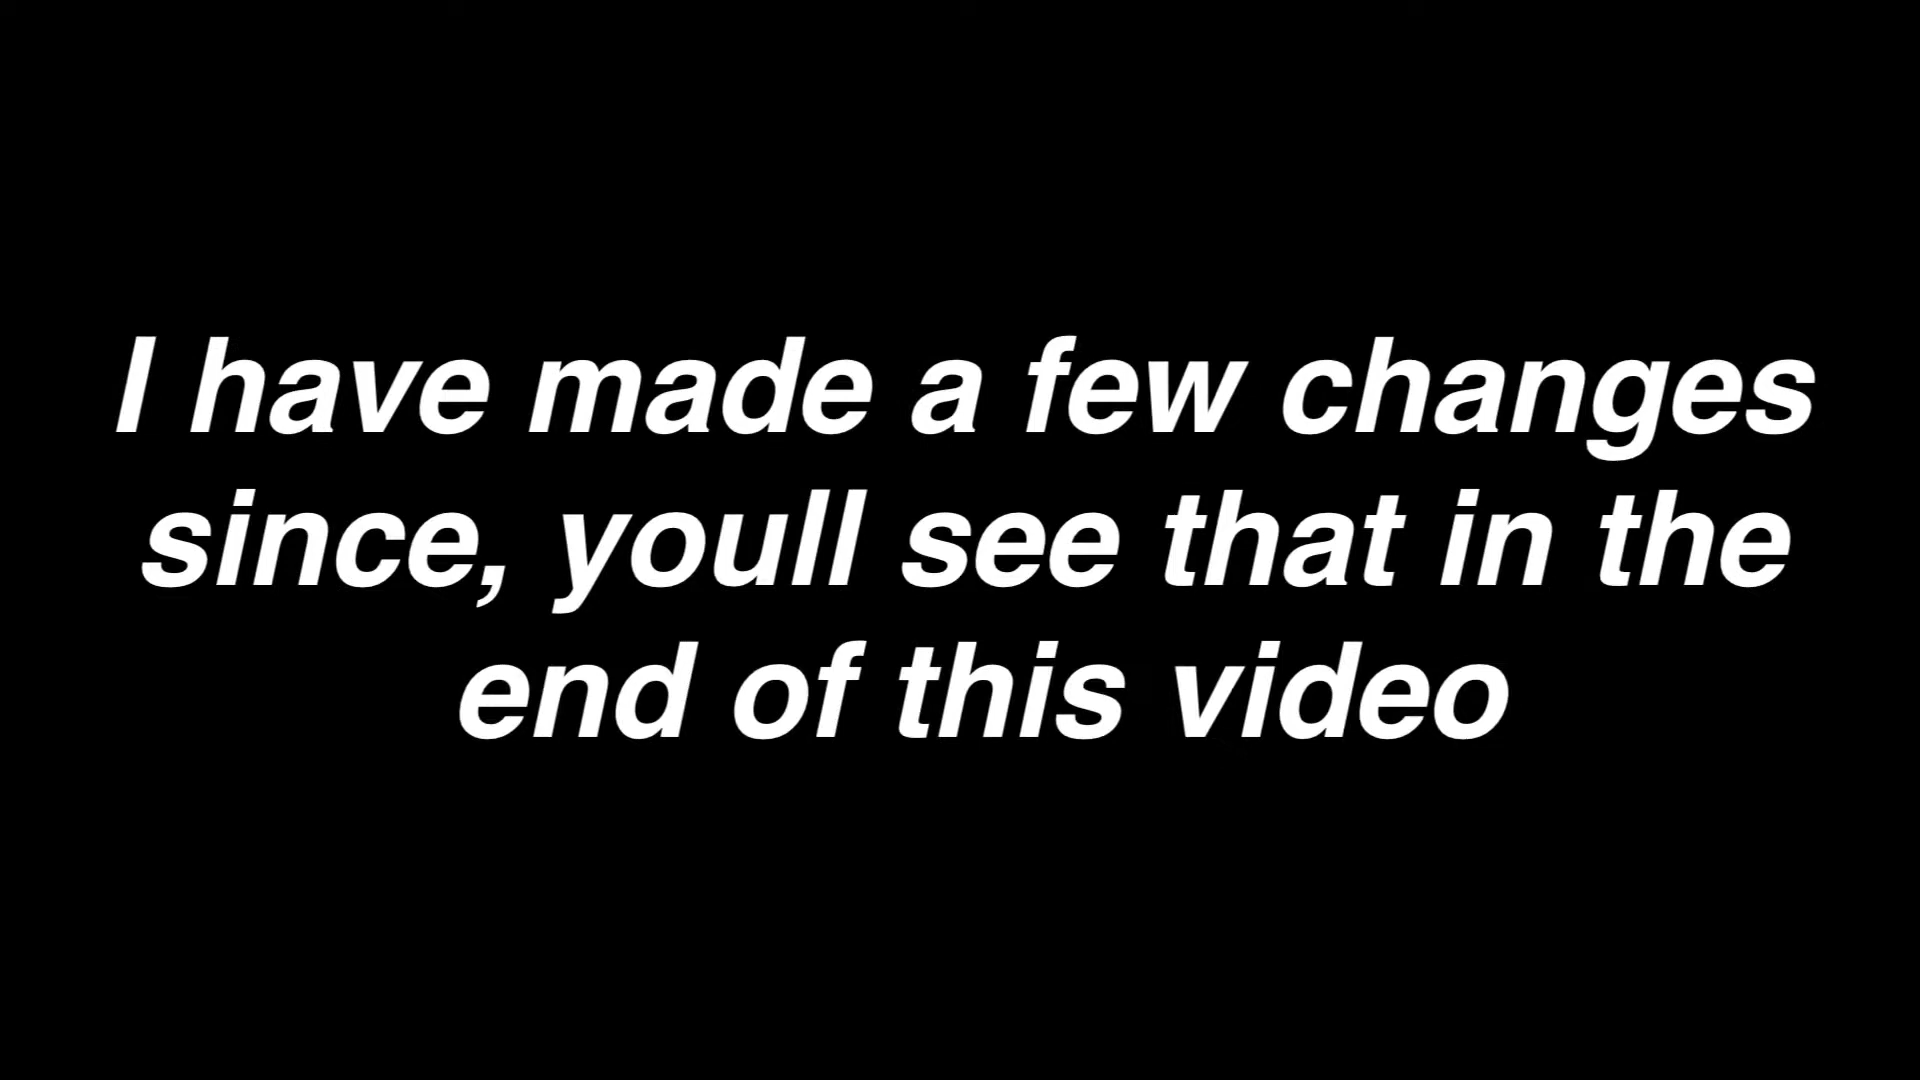 I have made a few changes
since, youll see that in the
end of this video